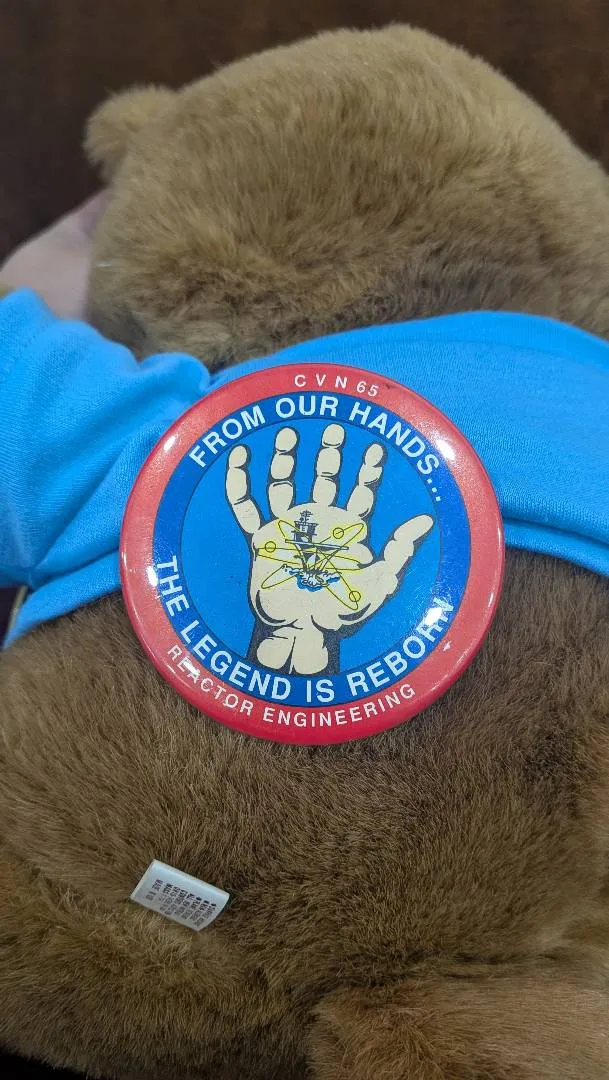 CVN 65
FROM OUR HANDS...
THE LEGEND IS REBORN
REACTOR ENGINEERING